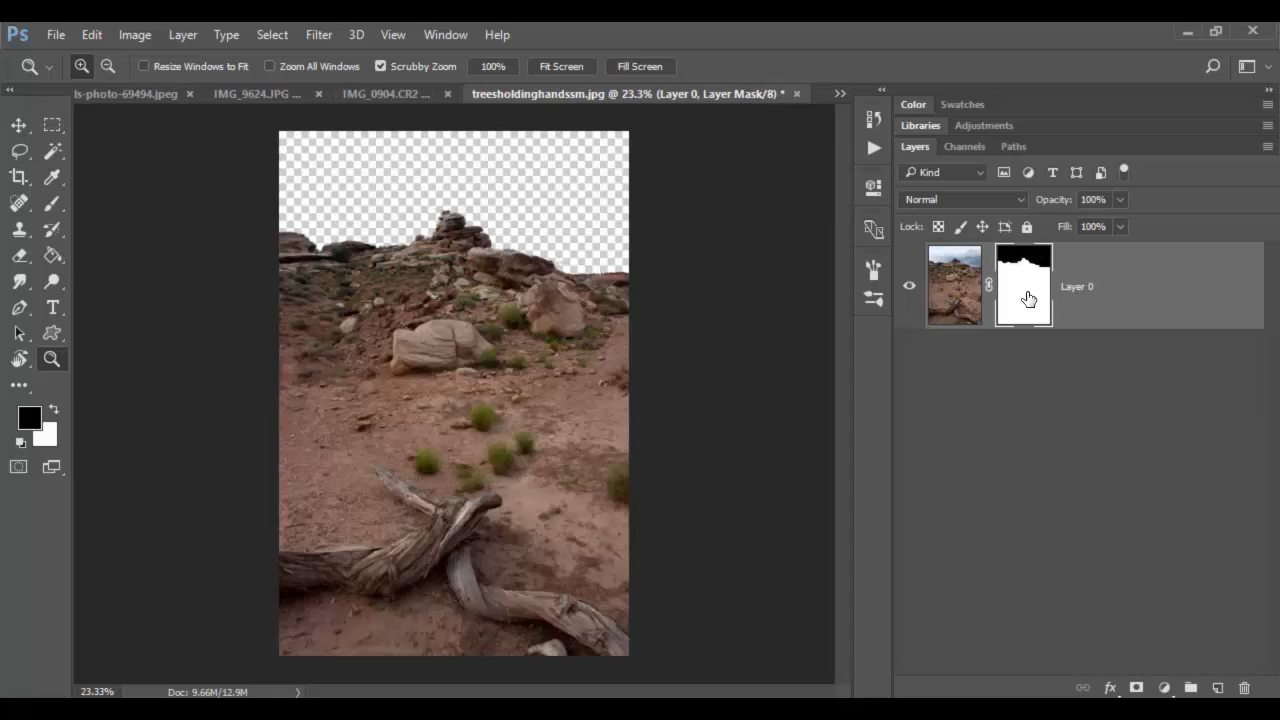 Ps File Edit Image Layer Type Select Filter 3D View Window Help
Resize Windows to Fit Zoom All Windows Scrubby Zoom 100% Fit Screen Fill Screen
ls-photo-69494.jpeg × IMG_9624.JPG ... × IMG_0904.CR2 ... × treesholdinghandssm.jpg @ 23.3% (Layer 0, Layer Mask/8) * ×
Color Swatches
Libraries Adjustments
Layers Channels Paths
Kind
Normal Opacity: 100%
Lock: Fill: 100%
Layer 0
23.33% Doc: 9.66M/12.9M